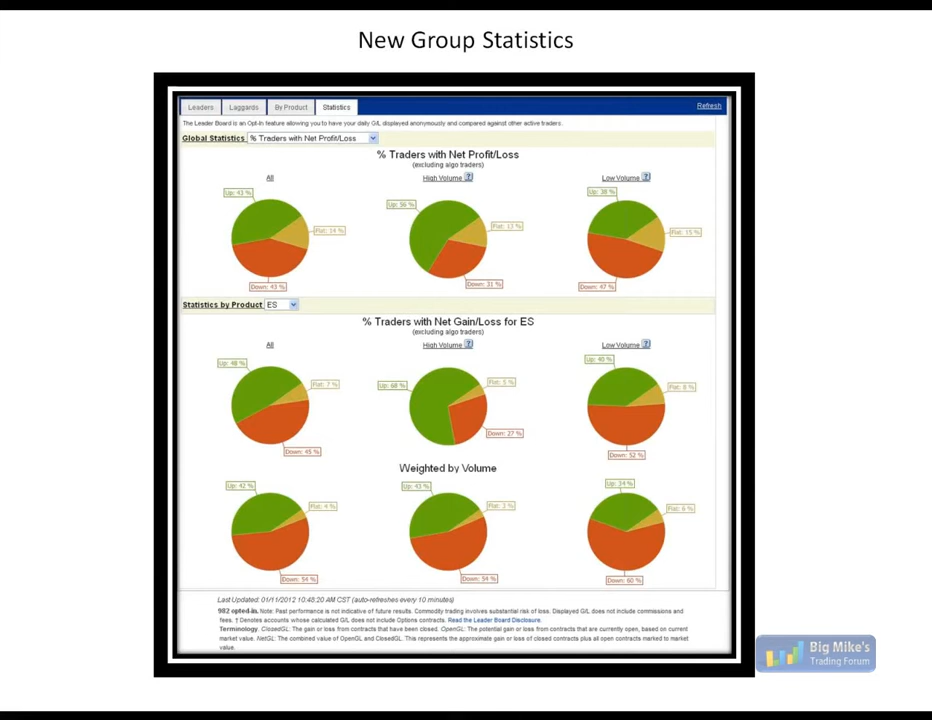 New Group Statistics
Leaders Laggards By Product Statistics Refresh
The Leader Board is an Opt-In feature allowing you to have your daily G/L displayed anonymously and compared against other active traders.
Global Statistics % Traders with Net Profit/Loss
% Traders with Net Profit/Loss
(excluding algo traders)
All High Volume ? Low Volume ?
Up: 43 % Up: 56 % Up: 38 %
Flat: 14 % Flat: 13 % Flat: 15 %
Down: 43 % Down: 31 % Down: 47 %
Statistics by Product ES
% Traders with Net Gain/Loss for ES
(excluding algo traders)
All High Volume ? Low Volume ?
Up: 48 % Up: 68 % Up: 40 %
Flat: 7 % Flat: 5 % Flat: 8 %
Down: 45 % Down: 27 % Down: 52 %
Weighted by Volume
Up: 42 % Up: 43 % Up: 34 %
Flat: 4 % Flat: 3 % Flat: 6 %
Down: 54 % Down: 54 % Down: 60 %
Last Updated: 01/11/2012 10:48:20 AM CST (auto-refreshes every 10 minutes)
982 opted-in. Note: Past performance is not indicative of future results. Commodity trading involves substantial risk of loss. Displayed G/L does not include commissions and
fees. † Denotes accounts whose calculated G/L does not include Options contracts. Read the Leader Board Disclosure.
Terminology. ClosedGL: The gain or loss from contracts that have been closed. OpenGL: The potential gain or loss from contracts that are currently open, based on current
market value. NetGL: The combined value of OpenGL and ClosedGL. This represents the approximate gain or loss of closed contracts plus all open contracts marked to market
value.
Big Mike's
Trading Forum